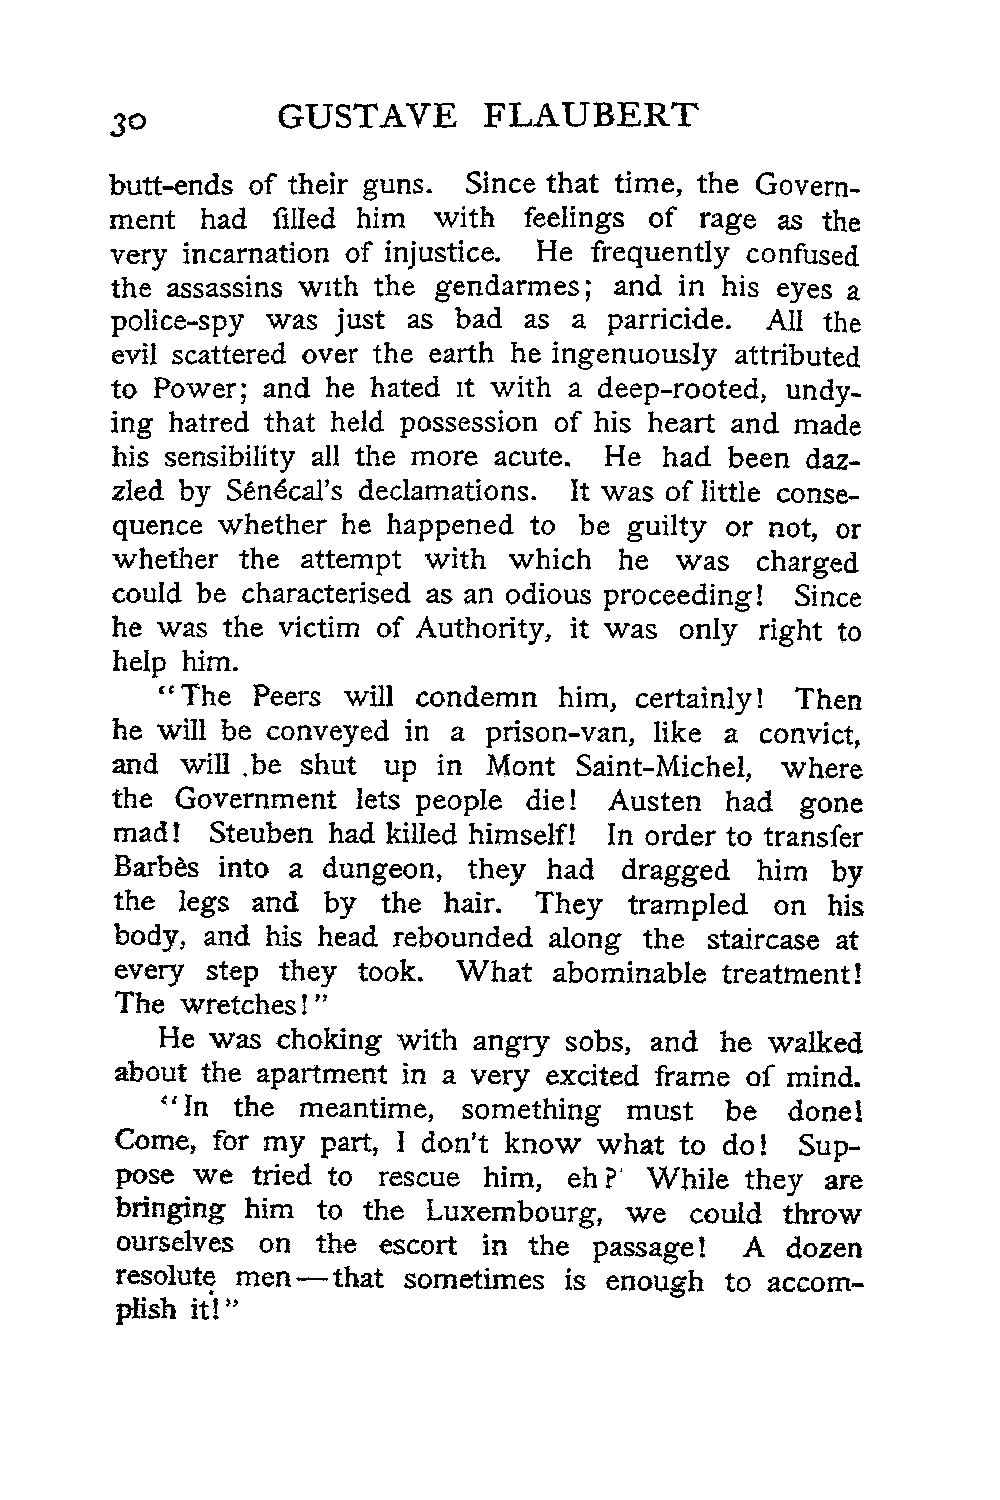 30 GUSTAVE FLAUBERT
butt-ends of their guns. Since that time, the Govern-
ment had filled him with feelings of rage as the
very incarnation of injustice. He frequently confused
the assassins with the gendarmes; and in his eyes a
police-spy was just as bad as a parricide. All the
evil scattered over the earth he ingenuously attributed
to Power; and he hated it with a deep-rooted, undy-
ing hatred that held possession of his heart and made
his sensibility all the more acute. He had been daz-
zled by Sénécal's declamations. It was of little conse-
quence whether he happened to be guilty or not, or
whether the attempt with which he was charged
could be characterised as an odious proceeding! Since
he was the victim of Authority, it was only right to
help him.
"The Peers will condemn him, certainly! Then
he will be conveyed in a prison-van, like a convict,
and will be shut up in Mont Saint-Michel, where
the Government lets people die! Austen had gone
mad! Steuben had killed himself! In order to transfer
Barbès into a dungeon, they had dragged him by
the legs and by the hair. They trampled on his
body, and his head rebounded along the staircase at
every step they took. What abominable treatment!
The wretches!"
He was choking with angry sobs, and he walked
about the apartment in a very excited frame of mind.
"In the meantime, something must be done!
Come, for my part, I don't know what to do! Sup-
pose we tried to rescue him, eh? While they are
bringing him to the Luxembourg, we could throw
ourselves on the escort in the passage! A dozen
resolute men—that sometimes is enough to accom-
plish it!"